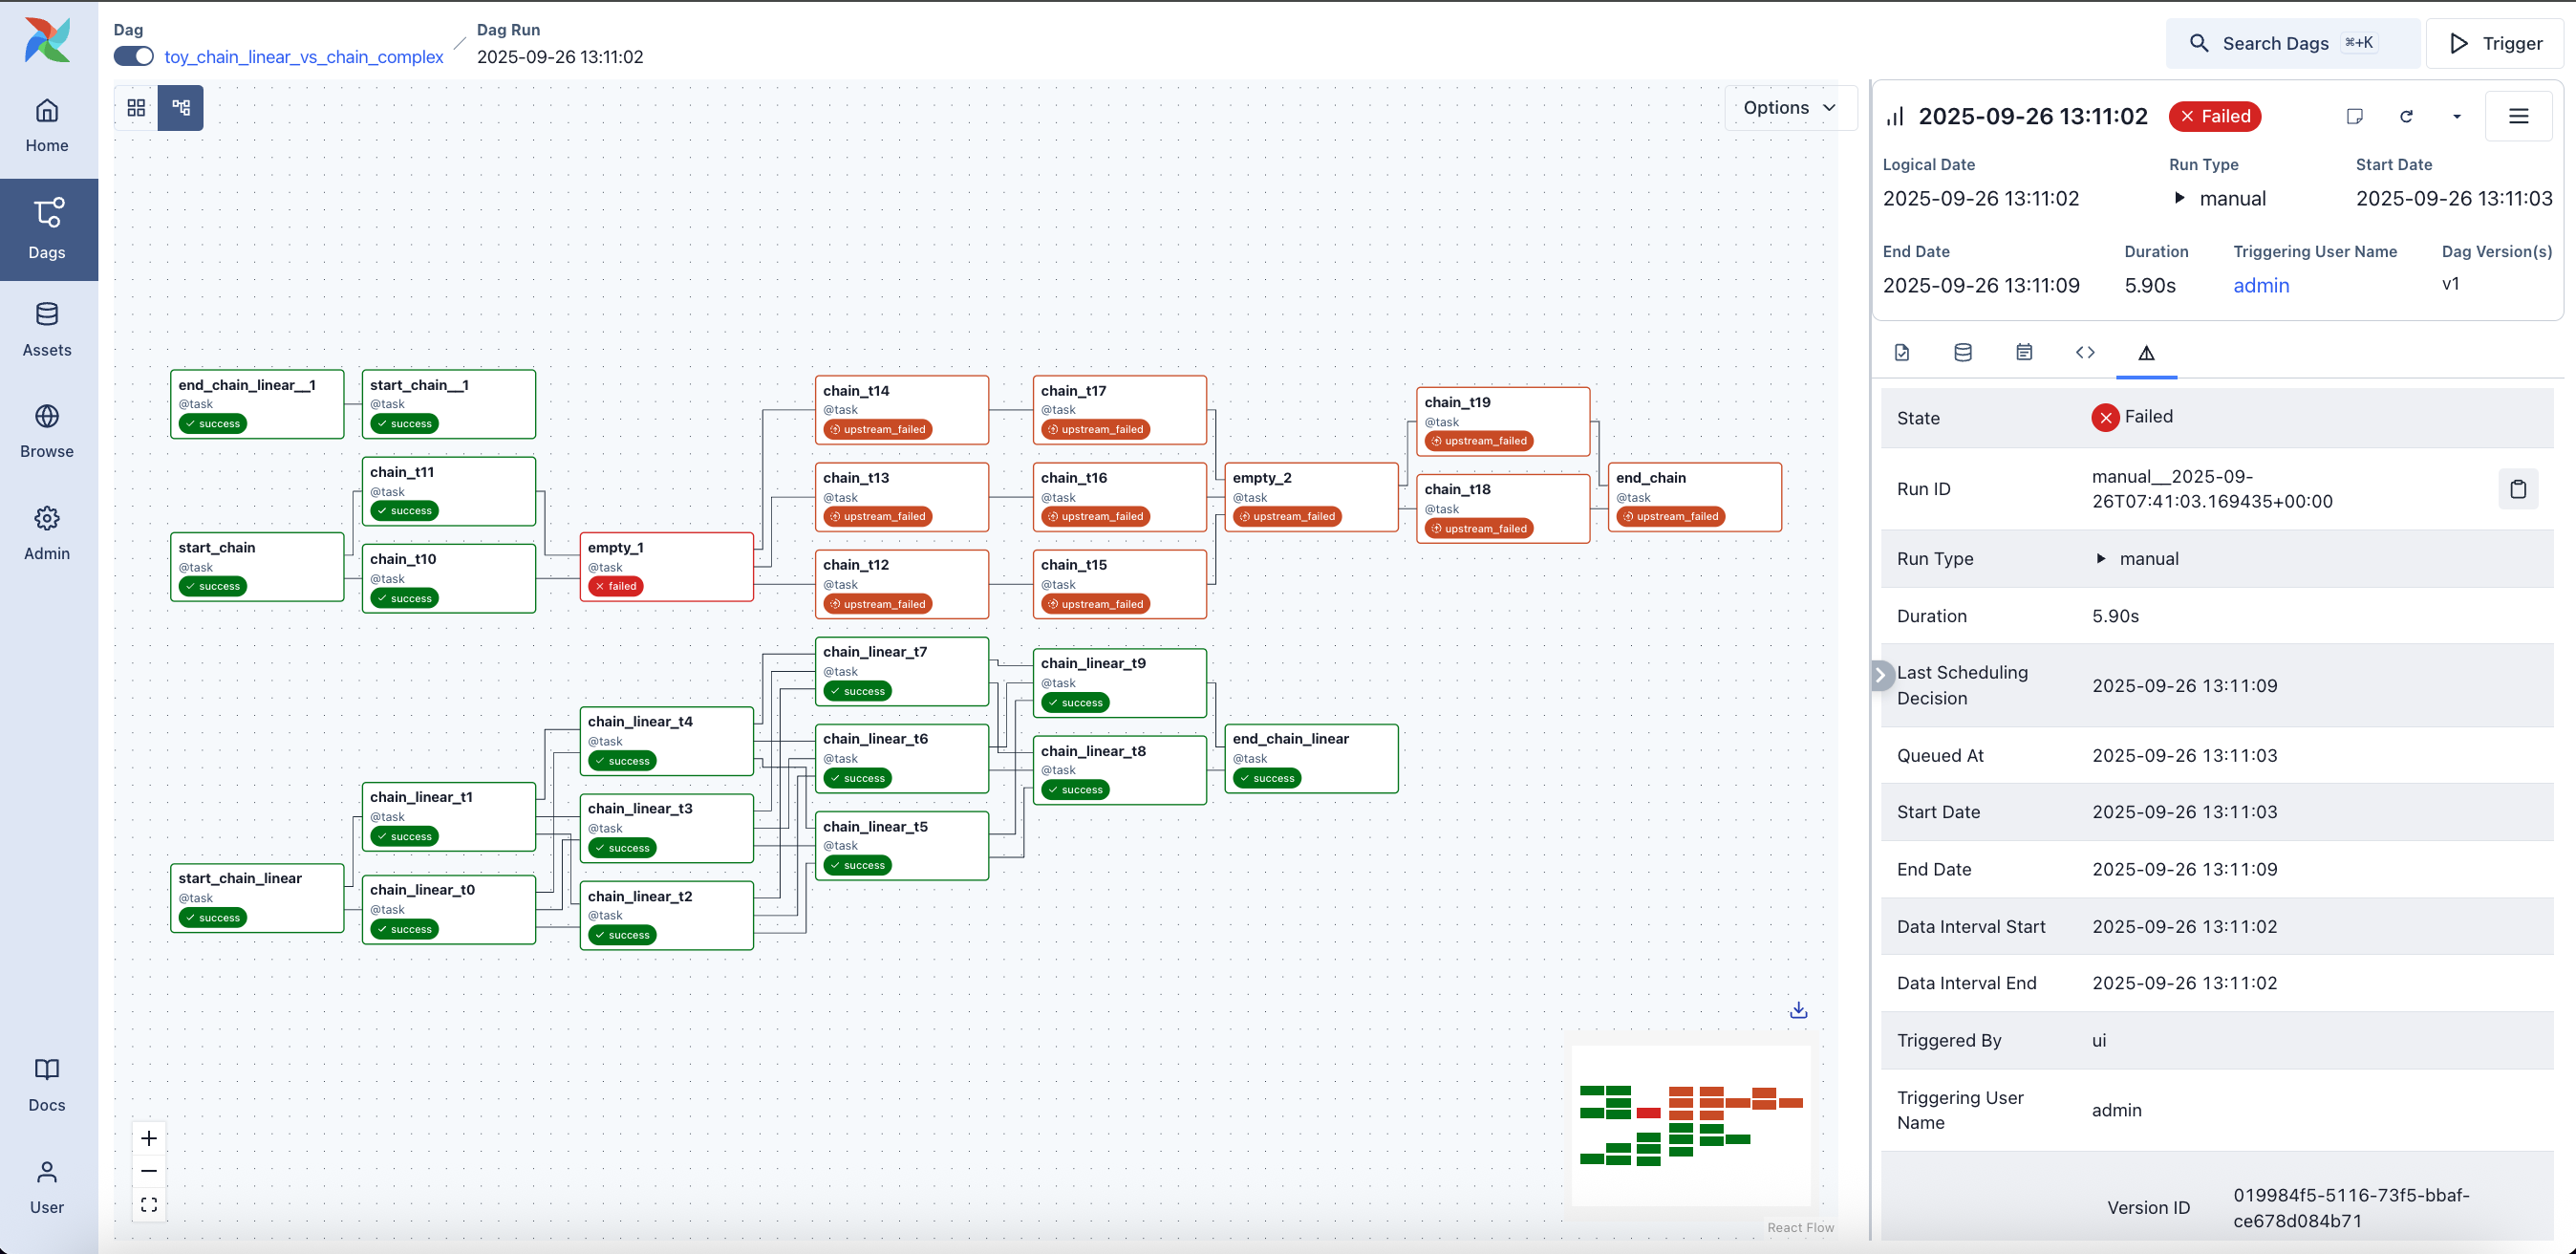 Dag
toy_chain_linear_vs_chain_complex
Dag Run
2025-09-26 13:11:02
Search Dags ⌘+K
Trigger
Home
Dags
Assets
Browse
Admin
Docs
User
Options
end_chain_linear__1
@task
success
start_chain__1
@task
success
chain_t11
@task
success
start_chain
@task
success
chain_t10
@task
success
empty_1
@task
failed
chain_t14
@task
upstream_failed
chain_t13
@task
upstream_failed
chain_t12
@task
upstream_failed
chain_t17
@task
upstream_failed
chain_t16
@task
upstream_failed
chain_t15
@task
upstream_failed
empty_2
@task
upstream_failed
chain_t19
@task
upstream_failed
chain_t18
@task
upstream_failed
end_chain
@task
upstream_failed
start_chain_linear
@task
success
chain_linear_t1
@task
success
chain_linear_t0
@task
success
chain_linear_t4
@task
success
chain_linear_t3
@task
success
chain_linear_t2
@task
success
chain_linear_t7
@task
success
chain_linear_t6
@task
success
chain_linear_t5
@task
success
chain_linear_t9
@task
success
chain_linear_t8
@task
success
end_chain_linear
@task
success
React Flow
2025-09-26 13:11:02 Failed
Logical Date
2025-09-26 13:11:02
Run Type
manual
Start Date
2025-09-26 13:11:03
End Date
2025-09-26 13:11:09
Duration
5.90s
Triggering User Name
admin
Dag Version(s)
v1
State Failed
Run ID
manual__2025-09-
26T07:41:03.169435+00:00
Run Type manual
Duration 5.90s
Last Scheduling
Decision
2025-09-26 13:11:09
Queued At 2025-09-26 13:11:03
Start Date 2025-09-26 13:11:03
End Date 2025-09-26 13:11:09
Data Interval Start 2025-09-26 13:11:02
Data Interval End 2025-09-26 13:11:02
Triggered By ui
Triggering User
Name
admin
Version ID
019984f5-5116-73f5-bbaf-
ce678d084b71